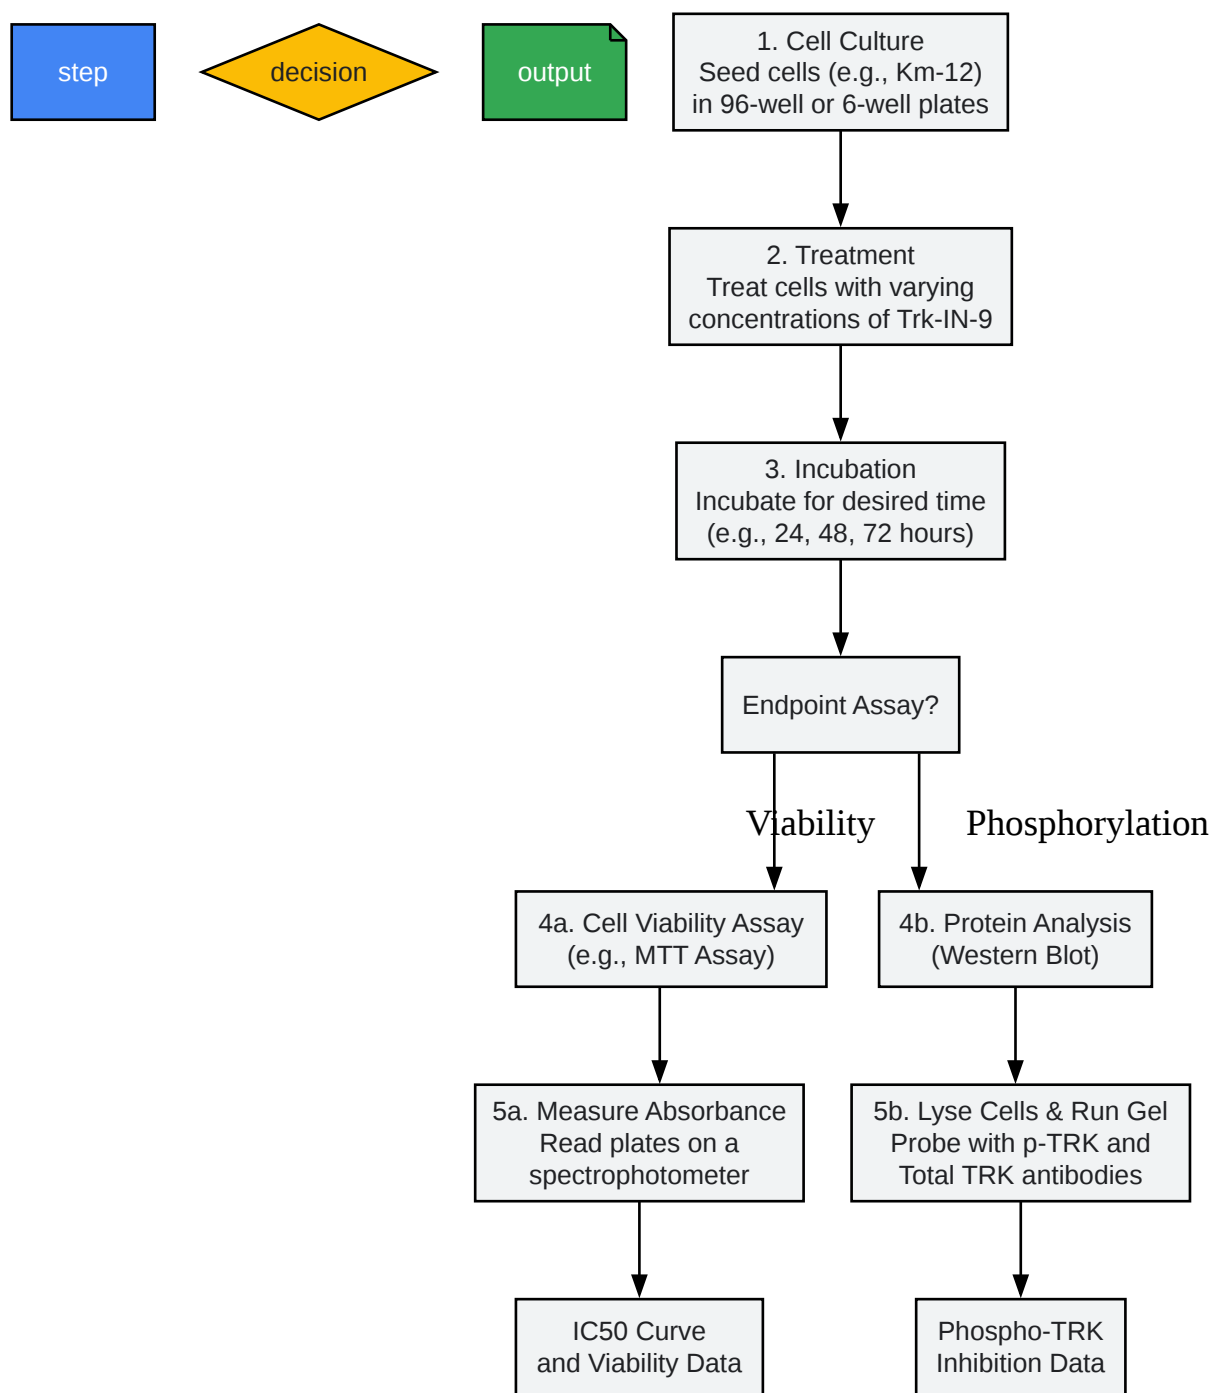 step
decision
output
1. Cell Culture
Seed cells (e.g., Km-12)
in 96-well or 6-well plates
2. Treatment
Treat cells with varying
concentrations of Trk-IN-9
3. Incubation
Incubate for desired time
(e.g., 24, 48, 72 hours)
Endpoint Assay?
Viability
Phosphorylation
4a. Cell Viability Assay
(e.g., MTT Assay)
4b. Protein Analysis
(Western Blot)
5a. Measure Absorbance
Read plates on a
spectrophotometer
5b. Lyse Cells & Run Gel
Probe with p-TRK and
Total TRK antibodies
IC50 Curve
and Viability Data
Phospho-TRK
Inhibition Data